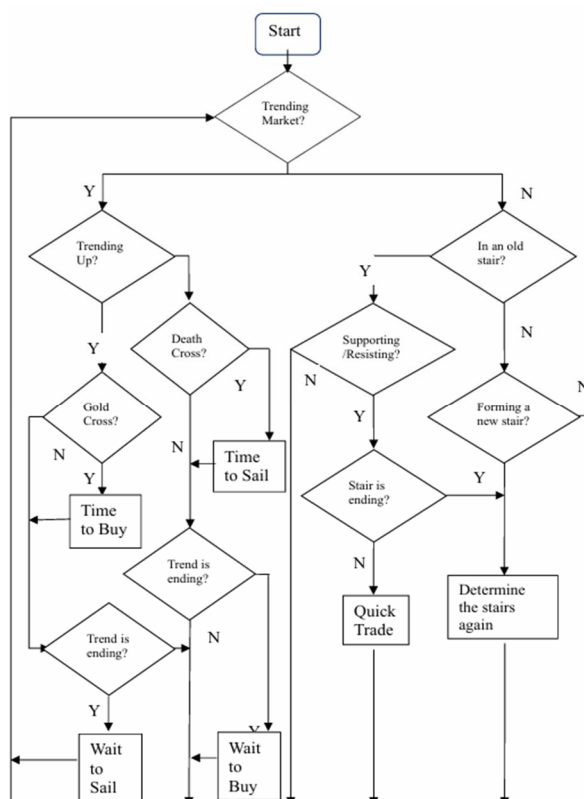 Start
Trending
Market?
Y
N
Trending
Up?
In an old
stair?
Y
Death
Cross?
Supporting
/Resisting?
N
Y
Y
N
N
Gold
Cross?
Forming a
new stair?
N
Y
N
Y
Time
to Sail
Stair is
ending?
Y
Time
to Buy
Trend is
ending?
N
Determine
the stairs
again
Quick
Trade
Trend is
ending?
N
Y
Wait
to
Sail
Wait
to
Buy